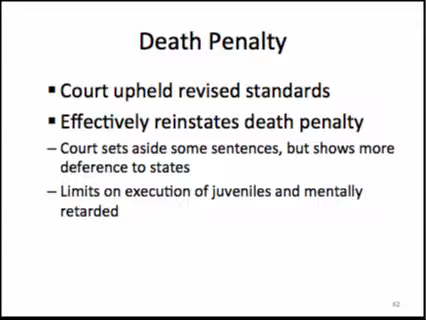 Death Penalty
▪ Court upheld revised standards
▪ Effectively reinstates death penalty
– Court sets aside some sentences, but shows more
deference to states
– Limits on execution of juveniles and mentally
retarded
62